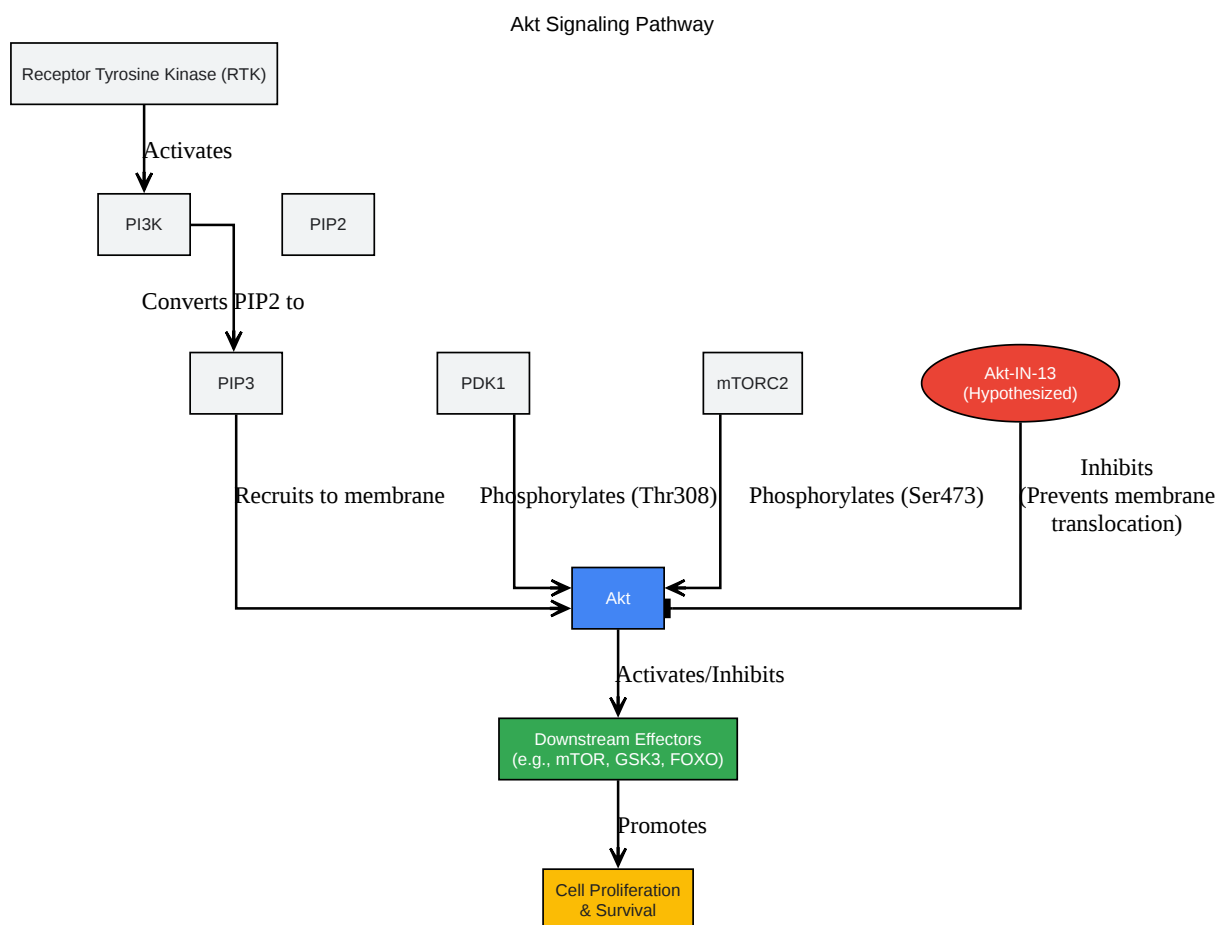 Akt Signaling Pathway
Receptor Tyrosine Kinase (RTK)
Activates
PI3K
PIP2
Converts PIP2 to
PIP3
PDK1
mTORC2
Akt-IN-13
(Hypothesized)
Recruits to membrane
Phosphorylates (Thr308)
Phosphorylates (Ser473)
Inhibits
(Prevents membrane
translocation)
Akt
Activates/Inhibits
Downstream Effectors
(e.g., mTOR, GSK3, FOXO)
Promotes
Cell Proliferation
& Survival